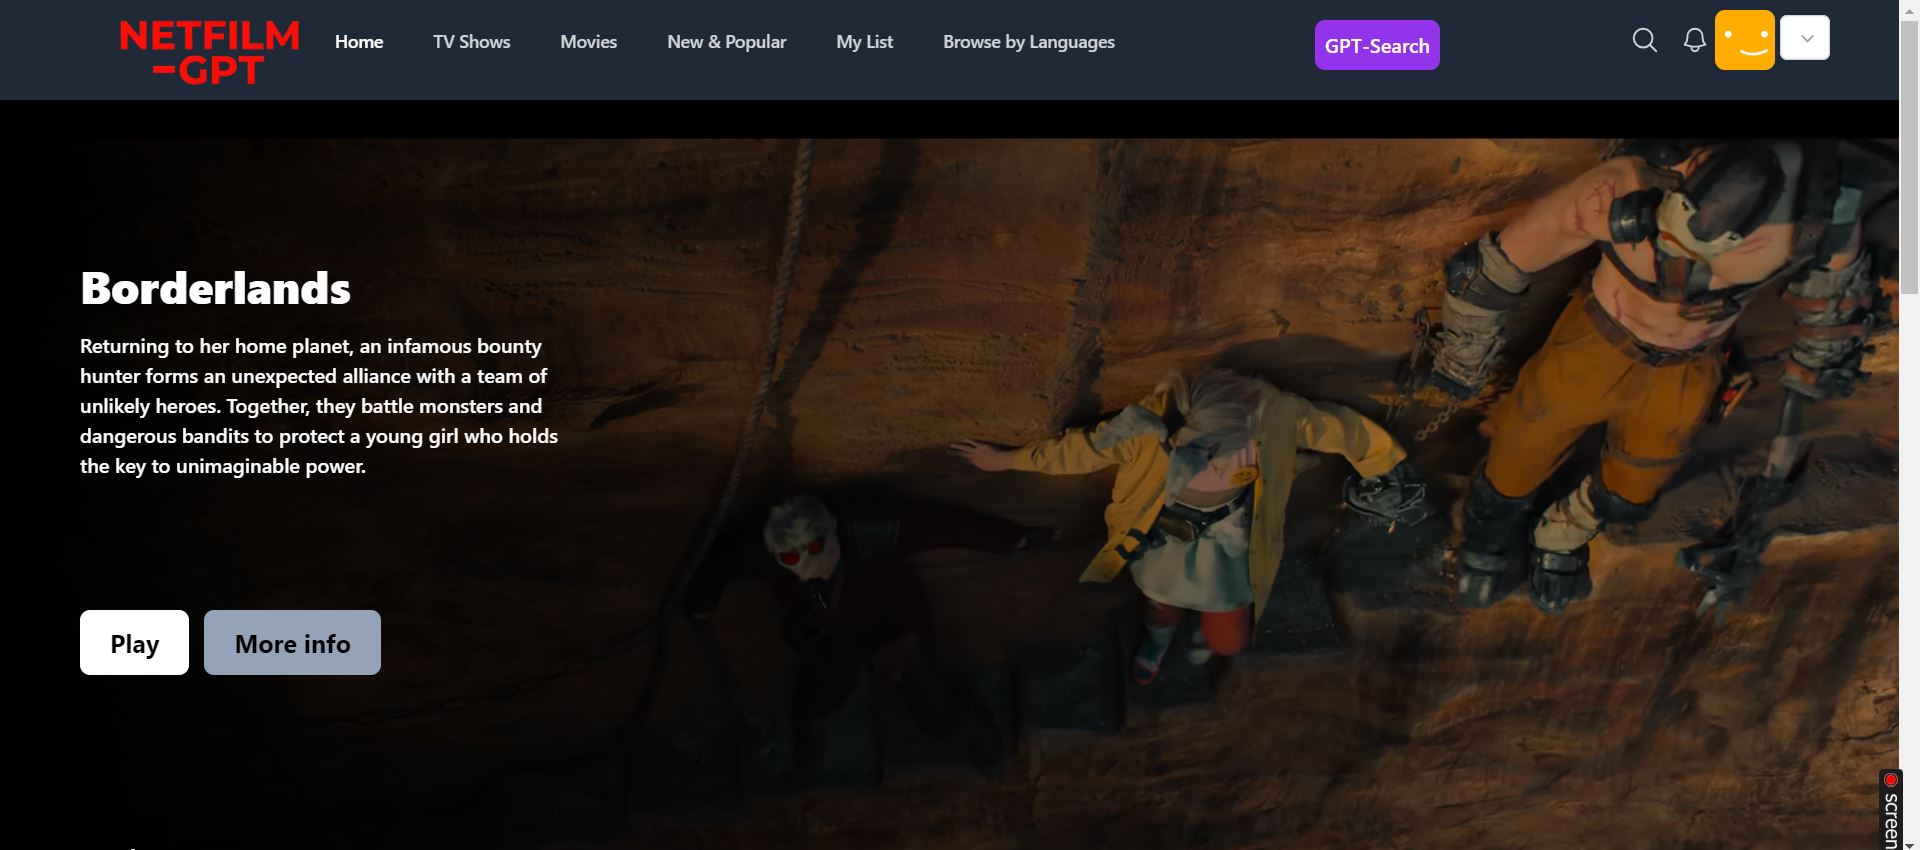 NETFILM
-GPT
Home
TV Shows
Movies
New & Popular
My List
Browse by Languages
GPT-Search
Borderlands
Returning to her home planet, an infamous bounty
hunter forms an unexpected alliance with a team of
unlikely heroes. Together, they battle monsters and
dangerous bandits to protect a young girl who holds
the key to unimaginable power.
Play
More info
screen